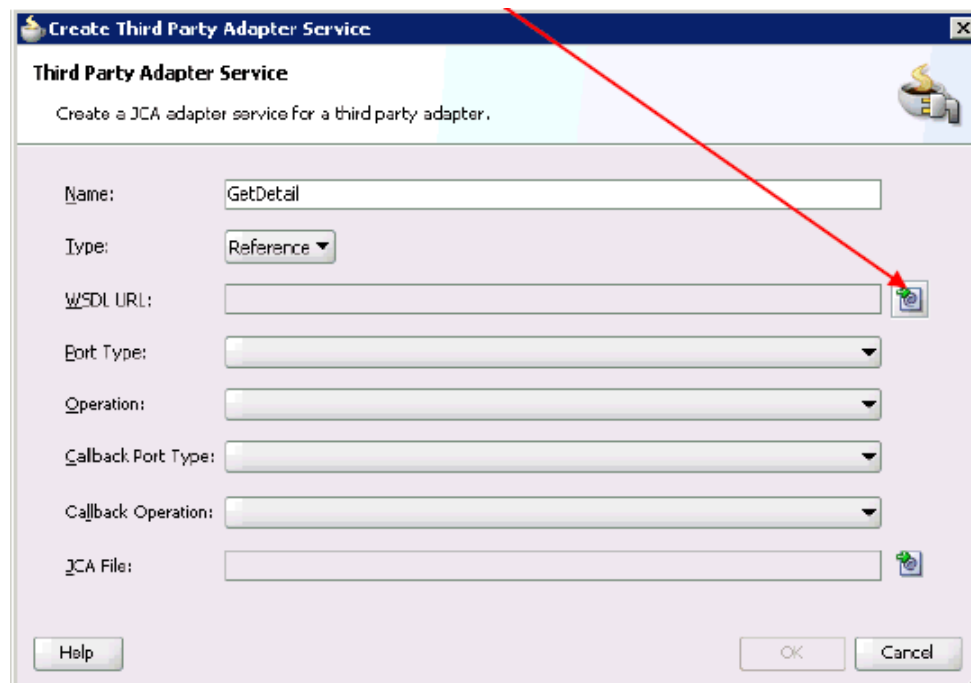 Create Third Party Adapter Service
Third Party Adapter Service
Create a JCA adapter service for a third party adapter.
Name: GetDetail
Type: Reference
WSDL URL:
Port Type:
Operation:
Callback Port Type:
Callback Operation:
JCA File:
Help OK Cancel